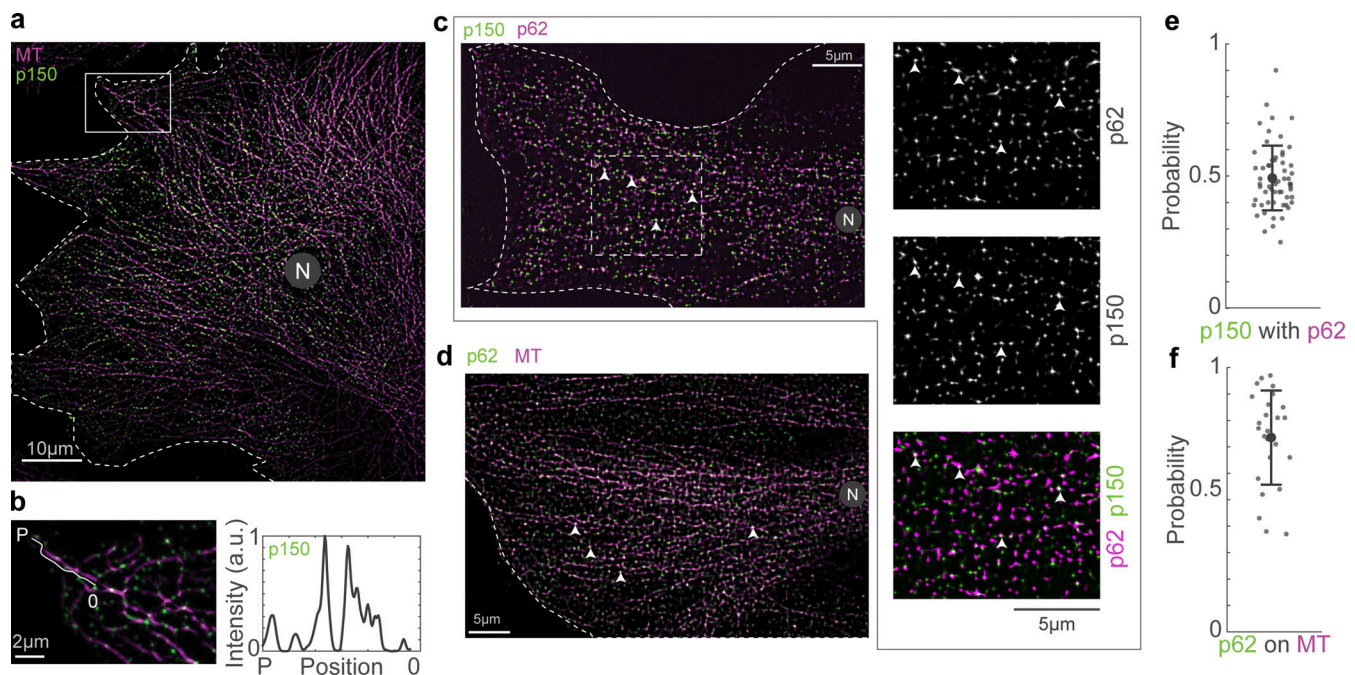 a
MT
p150
N
10µm
b
P
0
2µm
p150
Intensity (a.u.)
1
0
P Position 0
c
p150 p62
5µm
N
p62
p150
p62 p150
5µm
d
p62 MT
N
5µm
e
Probability
1
0.5
0
p150 with p62
f
Probability
1
0.5
0
p62 on MT